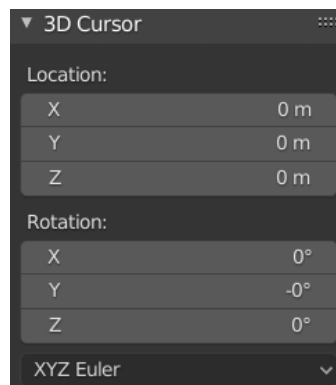 3D Cursor
Location:
X 0 m
Y 0 m
Z 0 m
Rotation:
X 0°
Y -0°
Z 0°
XYZ Euler